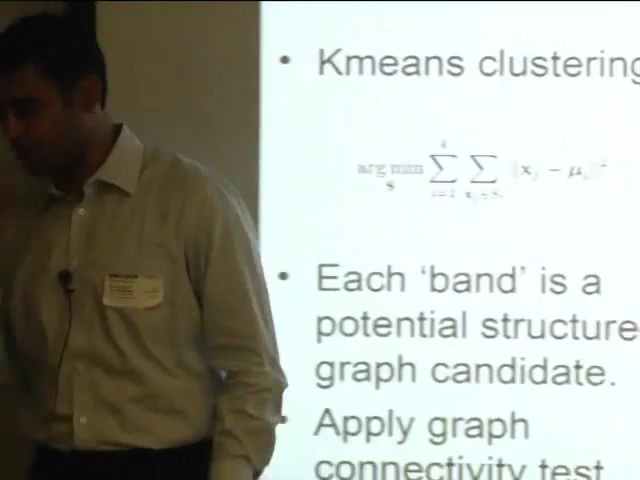 • Kmeans clustering
arg min ∑ ∑
• Each ‘band’ is a
potential structure
graph candidate.
• Apply graph
connectivity test